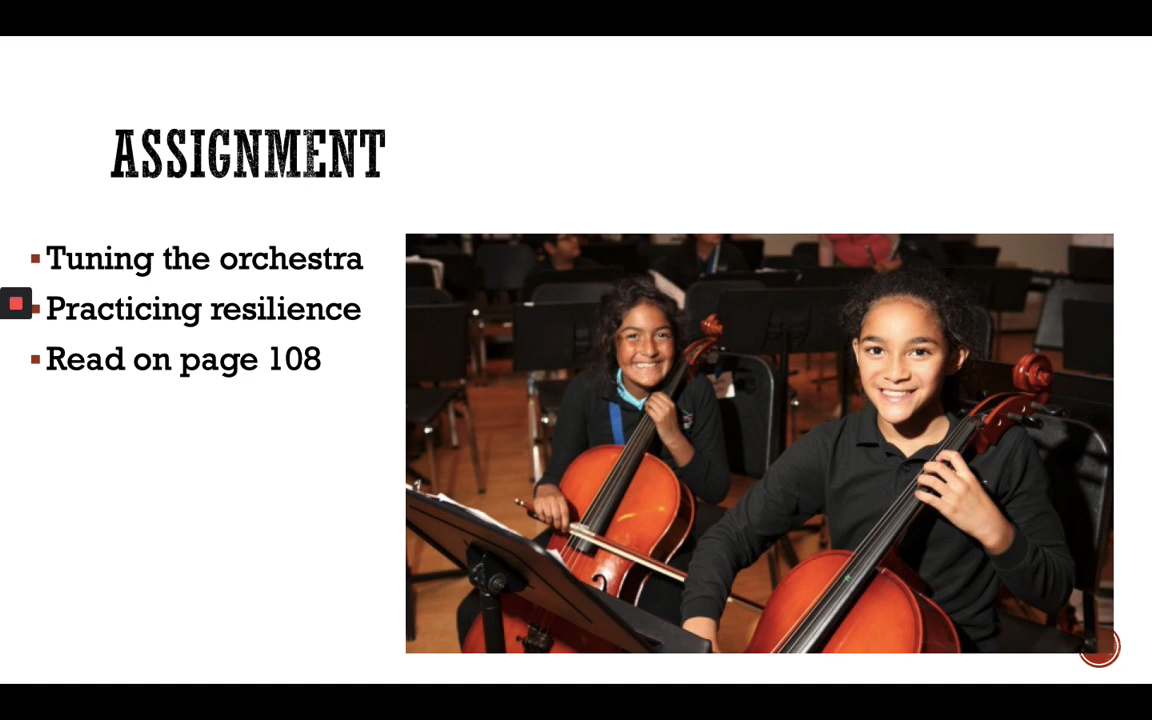 ASSIGNMENT
Tuning the orchestra
Practicing resilience
Read on page 108